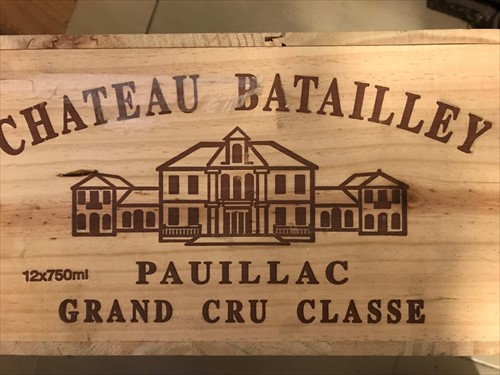 CHATEAU BATAILLEY
12x750ml
PAUILLAC
GRAND CRU CLASSE